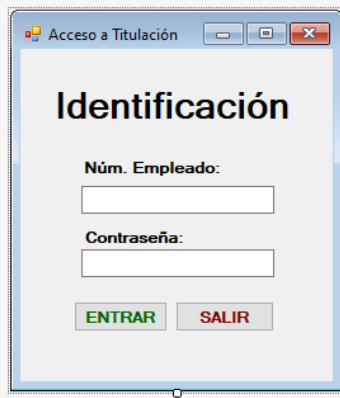 Acceso a Titulación
Identificación
Núm. Empleado:
Contraseña:
ENTRAR SALIR